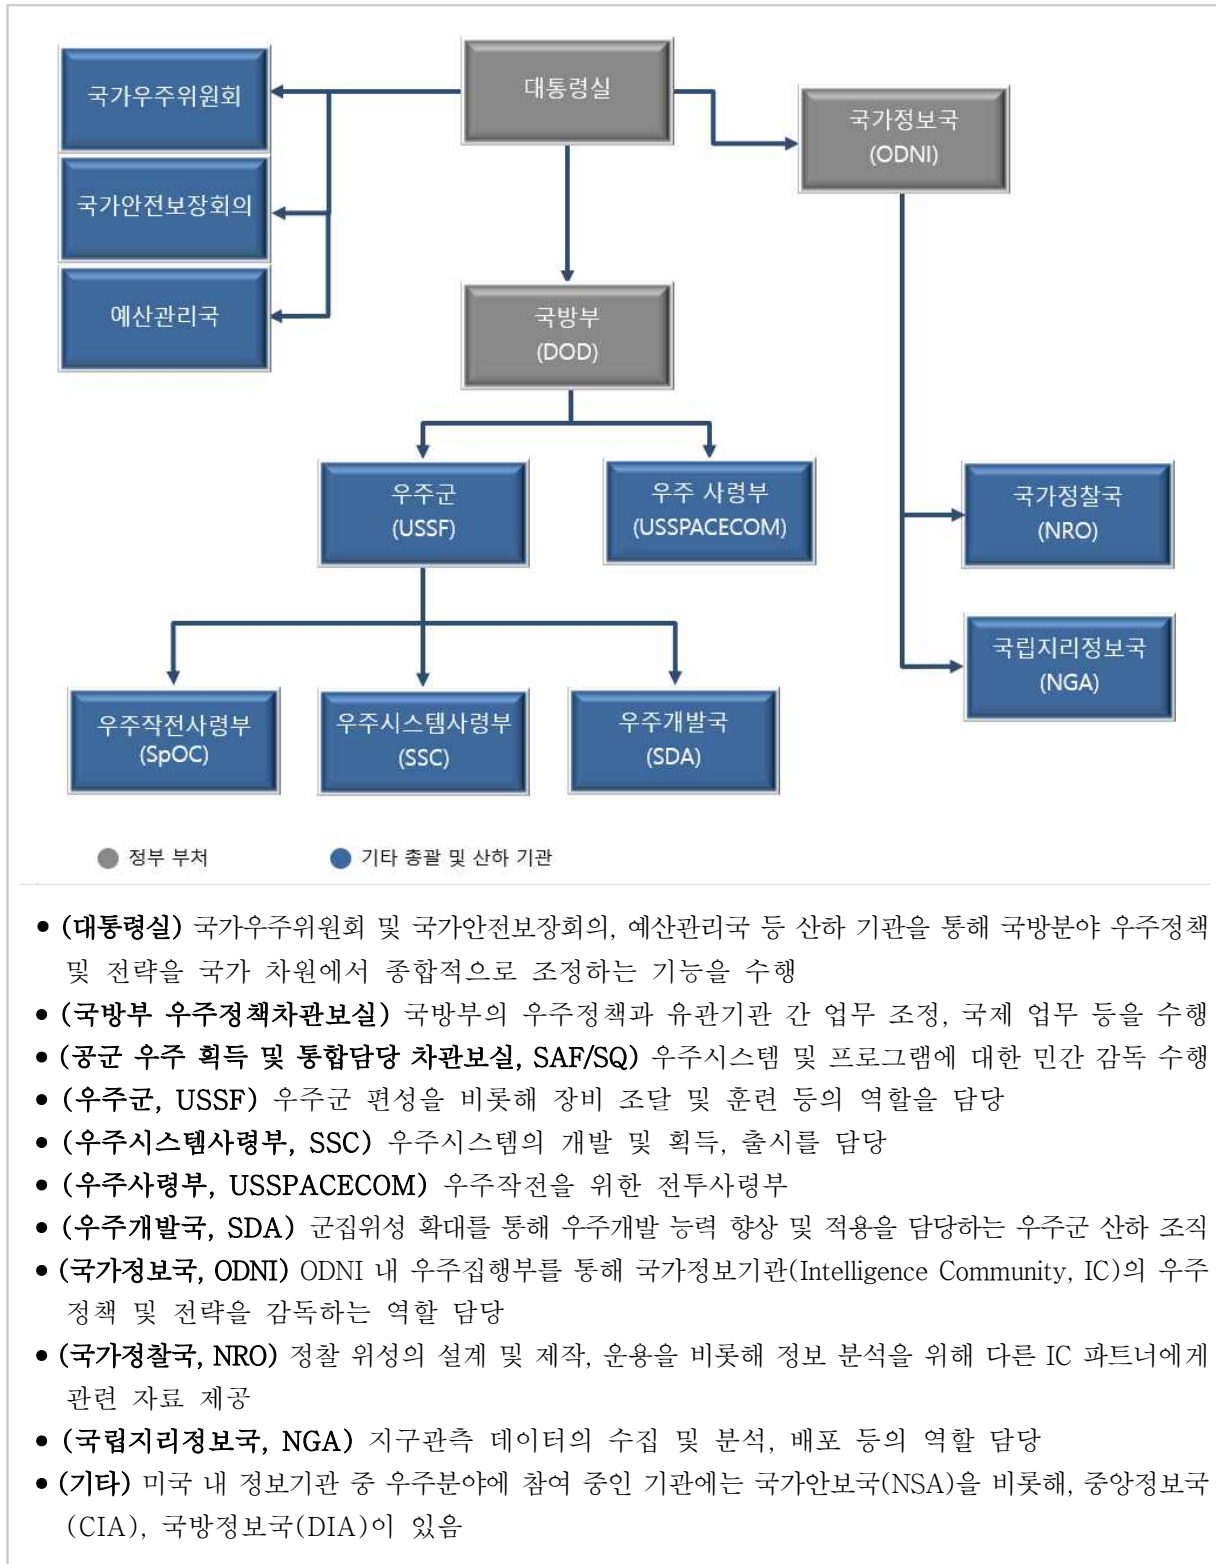 대통령실
국가우주위원회
국가정보국
(ODNI)
국가안전보장회의
예산관리국
국방부
(DOD)
우주군
(USSF)
우주 사령부
(USSPACECOM)
국가정찰국
(NRO)
국립지리정보국
(NGA)
우주작전사령부
(SpOC)
우주시스템사령부
(SSC)
우주개발국
(SDA)
정부 부처
기타 총괄 및 산하 기관
• (대통령실) 국가우주위원회 및 국가안전보장회의, 예산관리국 등 산하 기관을 통해 국방분야 우주정책
및 전략을 국가 차원에서 종합적으로 조정하는 기능을 수행
• (국방부 우주정책차관보실) 국방부의 우주정책과 유관기관 간 업무 조정, 국제 업무 등을 수행
• (공군 우주 획득 및 통합담당 차관보실, SAF/SQ) 우주시스템 및 프로그램에 대한 민간 감독 수행
• (우주군, USSF) 우주군 편성을 비롯해 장비 조달 및 훈련 등의 역할을 담당
• (우주시스템사령부, SSC) 우주시스템의 개발 및 획득, 출시를 담당
• (우주사령부, USSPACECOM) 우주작전을 위한 전투사령부
• (우주개발국, SDA) 군집위성 확대를 통해 우주개발 능력 향상 및 적용을 담당하는 우주군 산하 조직
• (국가정보국, ODNI) ODNI 내 우주집행부를 통해 국가정보기관(Intelligence Community, IC)의 우주
정책 및 전략을 감독하는 역할 담당
• (국가정찰국, NRO) 정찰 위성의 설계 및 제작, 운용을 비롯해 정보 분석을 위해 다른 IC 파트너에게
관련 자료 제공
• (국립지리정보국, NGA) 지구관측 데이터의 수집 및 분석, 배포 등의 역할 담당
• (기타) 미국 내 정보기관 중 우주분야에 참여 중인 기관에는 국가안보국(NSA)을 비롯해, 중앙정보국
(CIA), 국방정보국(DIA)이 있음